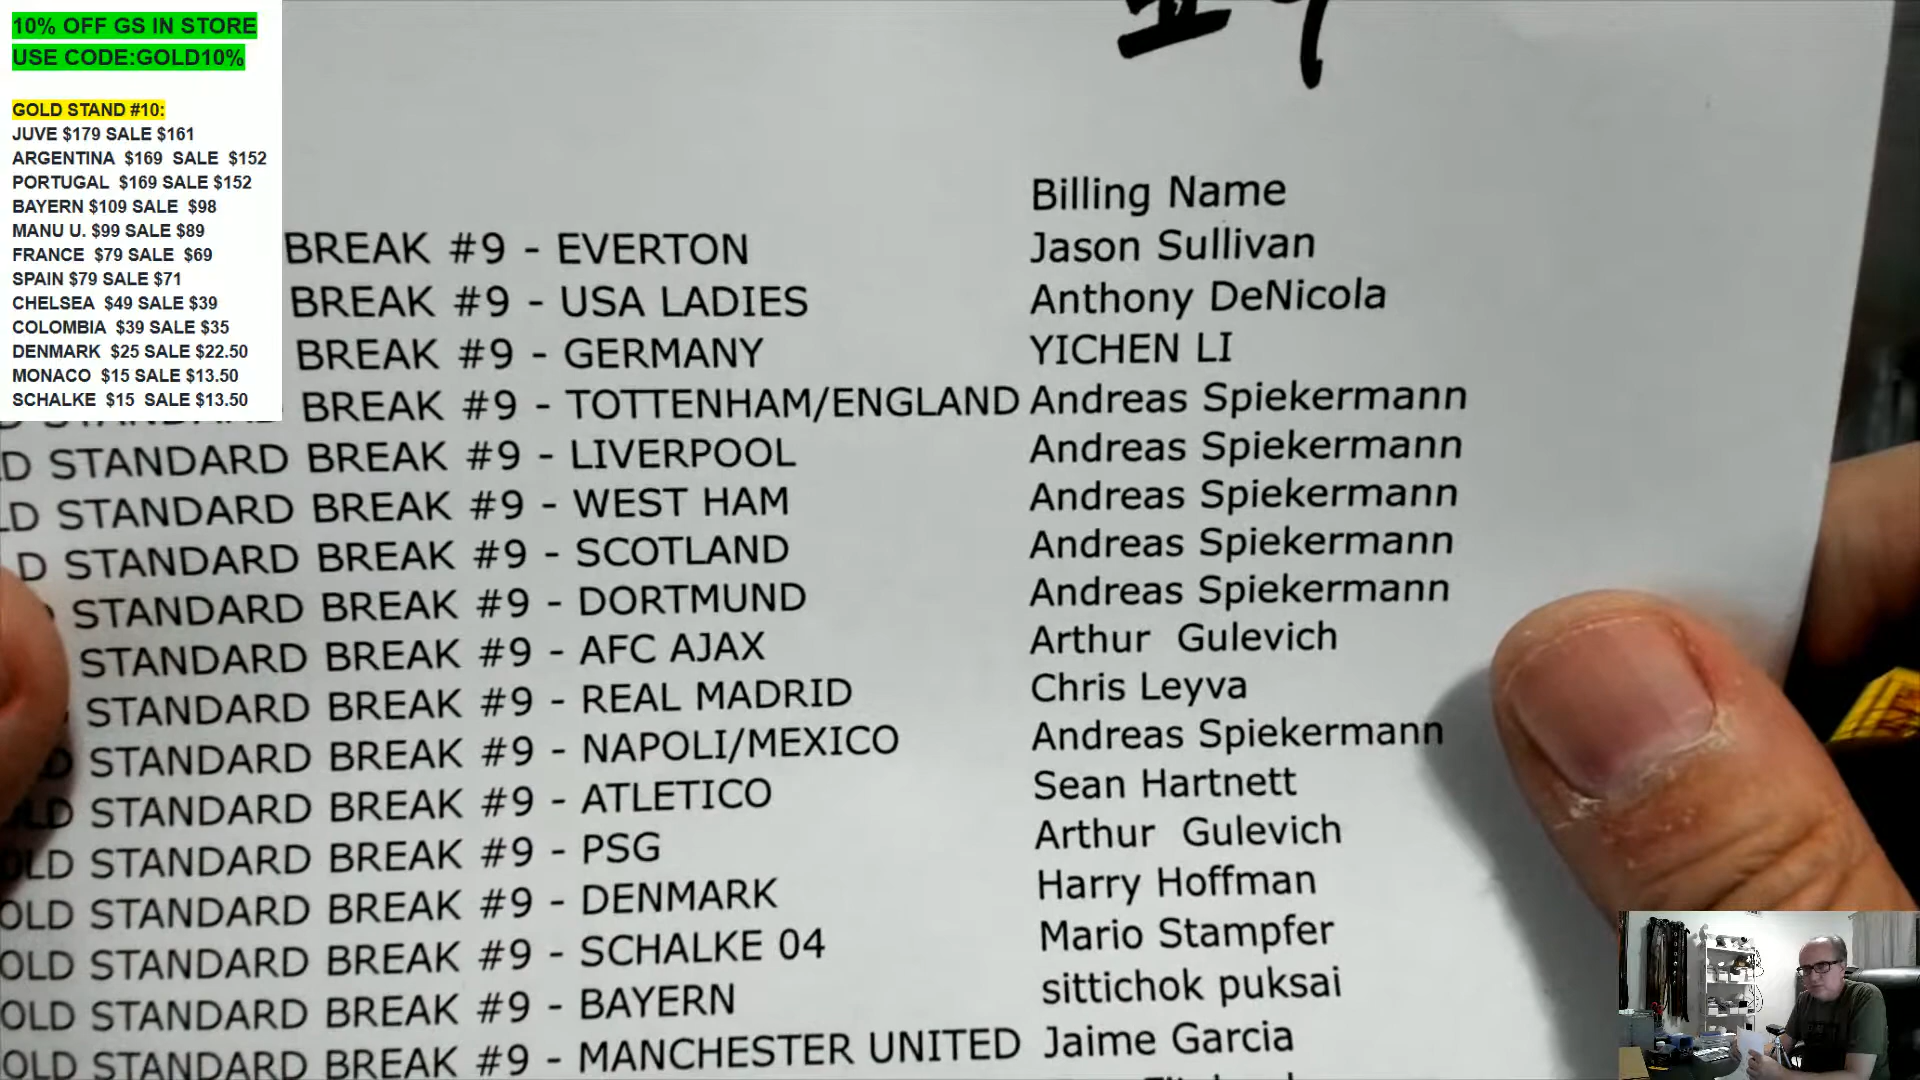 10% OFF GS IN STORE
USE CODE:GOLD10%
GOLD STAND #10:
JUVE $179 SALE $161
ARGENTINA $169 SALE $152
PORTUGAL $169 SALE $152
BAYERN $109 SALE $98
MANU U. $99 SALE $89
FRANCE $79 SALE $69
SPAIN $79 SALE $71
CHELSEA $49 SALE $39
COLOMBIA $39 SALE $35
DENMARK $25 SALE $22.50
MONACO $15 SALE $13.50
SCHALKE $15 SALE $13.50
Billing Name
BREAK #9 - EVERTON Jason Sullivan
BREAK #9 - USA LADIES Anthony DeNicola
BREAK #9 - GERMANY YICHEN LI
BREAK #9 - TOTTENHAM/ENGLAND Andreas Spiekermann
D STANDARD BREAK #9 - LIVERPOOL Andreas Spiekermann
LD STANDARD BREAK #9 - WEST HAM Andreas Spiekermann
D STANDARD BREAK #9 - SCOTLAND Andreas Spiekermann
STANDARD BREAK #9 - DORTMUND Andreas Spiekermann
STANDARD BREAK #9 - AFC AJAX Arthur Gulevich
STANDARD BREAK #9 - REAL MADRID Chris Leyva
D STANDARD BREAK #9 - NAPOLI/MEXICO Andreas Spiekermann
LD STANDARD BREAK #9 - ATLETICO Sean Hartnett
OLD STANDARD BREAK #9 - PSG Arthur Gulevich
OLD STANDARD BREAK #9 - DENMARK Harry Hoffman
OLD STANDARD BREAK #9 - SCHALKE 04 Mario Stampfer
OLD STANDARD BREAK #9 - BAYERN sittichok puksai
OLD STANDARD BREAK #9 - MANCHESTER UNITED Jaime Garcia